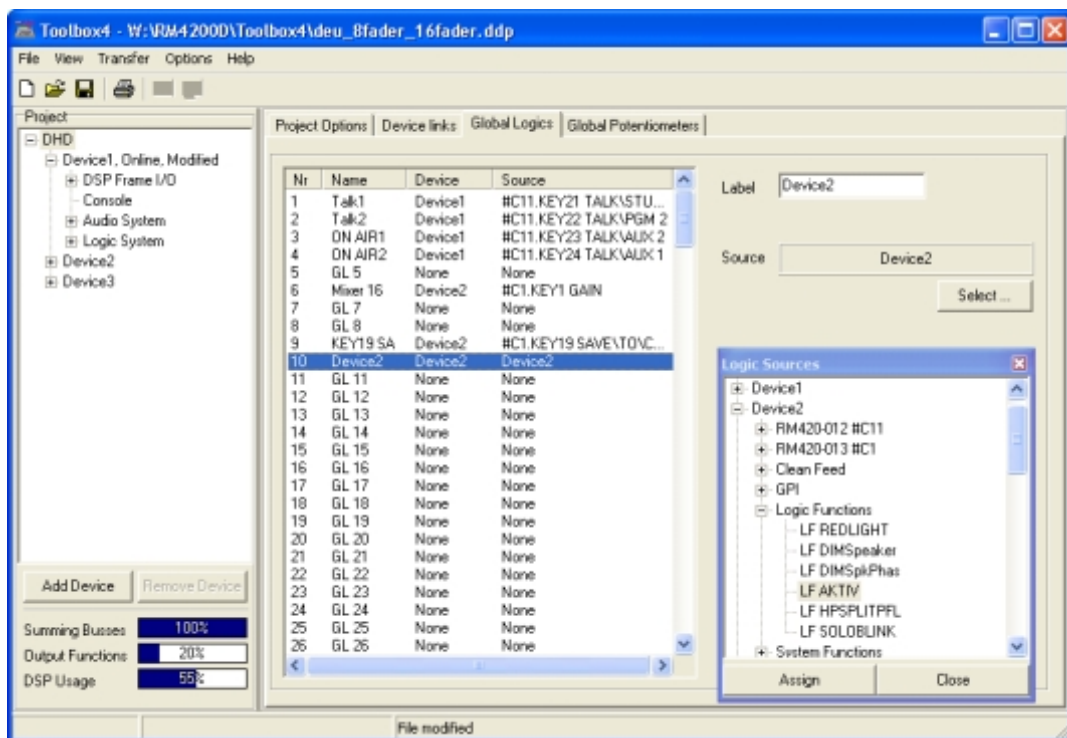 Toolbox4 - W:\RM4200D\Toolbox4\deu_8fader_16fader.ddp
File View Transfer Options Help
Project
DHD
Device1, Online, Modified
DSP Frame I/O
Console
Audio System
Logic System
Device2
Device3
Add Device Remove Device
Summing Busses 100%
Output Functions 20%
DSP Usage 55%
Project Options Device links Global Logics Global Potentiometers
Nr Name Device Source
1 Talk1 Device1 #C11.KEY21 TALK\STU...
2 Talk2 Device1 #C11.KEY22 TALK\PGM 2
3 ON AIR1 Device1 #C11.KEY23 TALK\AUX 2
4 ON AIR2 Device1 #C11.KEY24 TALK\AUX 1
5 GL 5 None None
6 Mixer 16 Device2 #C1.KEY1 GAIN
7 GL 7 None None
8 GL 8 None None
9 KEY19 SA Device2 #C1.KEY19 SAVE\TO\C...
10 Device2 Device2 Device2
11 GL 11 None None
12 GL 12 None None
13 GL 13 None None
14 GL 14 None None
15 GL 15 None None
16 GL 16 None None
17 GL 17 None None
18 GL 18 None None
19 GL 19 None None
20 GL 20 None None
21 GL 21 None None
22 GL 22 None None
23 GL 23 None None
24 GL 24 None None
25 GL 25 None None
26 GL 26 None None
Label Device2
Source Device2
Select ...
Logic Sources
Device1
Device2
RM420-012 #C11
RM420-013 #C1
Clean Feed
GPI
Logic Functions
LF REDLIGHT
LF DIMSpeaker
LF DIMSpkPhas
LF AKTIV
LF HPSPLITPFL
LF SOLOBLINK
System Functions
Assign Close
File modified